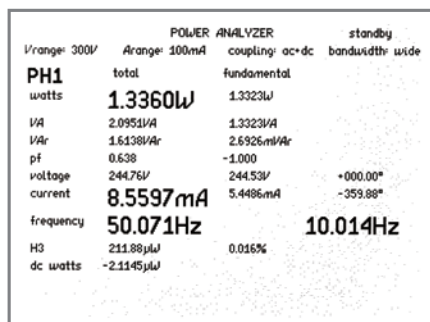 POWER ANALYZER standby
Vrange: 300V Arange: 100mA coupling: ac+dc bandwidth: wide
PH1 total fundamental
watts 1.3360W 1.3323W
VA 2.0951VA 1.3323VA
VAr 1.6138VAr 2.6926mVAr
pf 0.638 -1.000
voltage 244.76V 244.53V +000.00°
current 8.5597mA 5.4486mA -359.88°
frequency 50.071Hz 10.014Hz
H3 211.88µW 0.016%
dc watts -2.1145µW